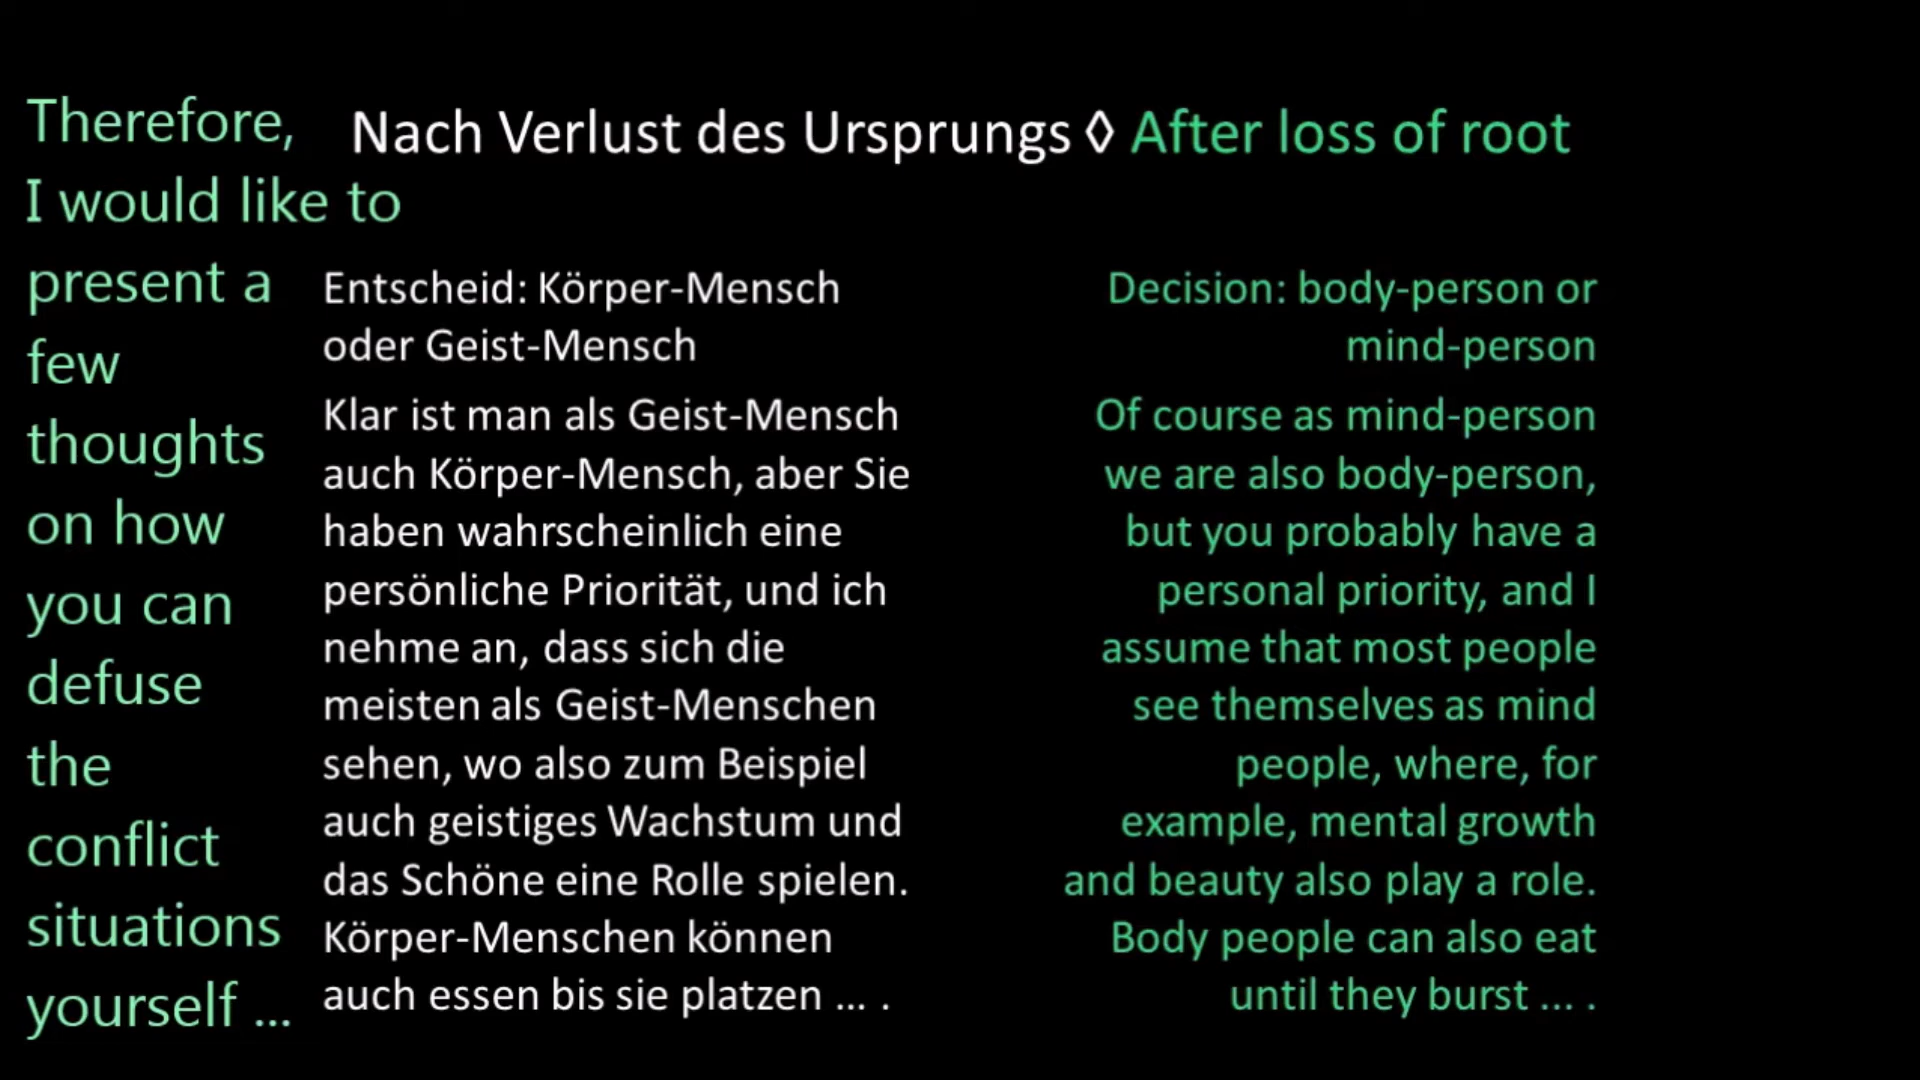 Therefore,
I would like to
present a
few
thoughts
on how
you can
defuse
the
conflict
situations
yourself ...
Nach Verlust des Ursprungs ◊ After loss of root
Entscheid: Körper-Mensch
oder Geist-Mensch
Klar ist man als Geist-Mensch
auch Körper-Mensch, aber Sie
haben wahrscheinlich eine
persönliche Priorität, und ich
nehme an, dass sich die
meisten als Geist-Menschen
sehen, wo also zum Beispiel
auch geistiges Wachstum und
das Schöne eine Rolle spielen.
Körper-Menschen können
auch essen bis sie platzen ... .
Decision: body-person or
mind-person
Of course as mind-person
we are also body-person,
but you probably have a
personal priority, and I
assume that most people
see themselves as mind
people, where, for
example, mental growth
and beauty also play a role.
Body people can also eat
until they burst ... .